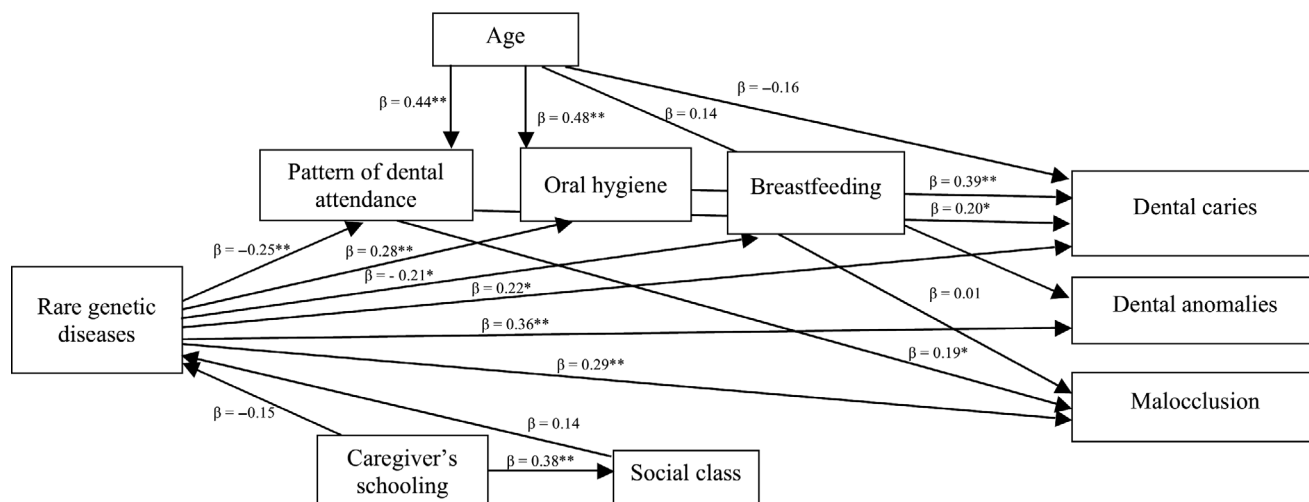 Age
β = –0.16
β = 0.44**
β = 0.48**
β = 0.14
Pattern of dental
attendance
Oral hygiene
Breastfeeding
β = 0.39**
β = 0.20*
Dental caries
β = –0.25**
β = 0.28**
β = - 0.21*
β = 0.22*
Rare genetic
diseases
β = 0.01
Dental anomalies
β = 0.36**
β = 0.19*
β = 0.29**
Malocclusion
β = –0.15
β = 0.14
Caregiver’s
schooling
β = 0.38**
Social class